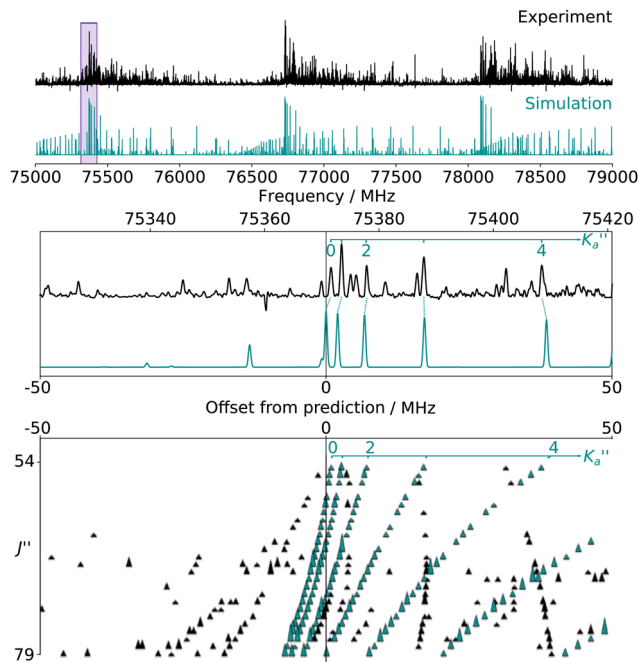 Experiment
Simulation
75000 75500 76000 76500 77000 77500 78000 78500 79000
Frequency / MHz
75340 75360 75380 75400 75420
0 2 4 Kₐ''
-50 0 50
Offset from prediction / MHz
-50 0 50
0 2 4 Kₐ''
54
J''
79